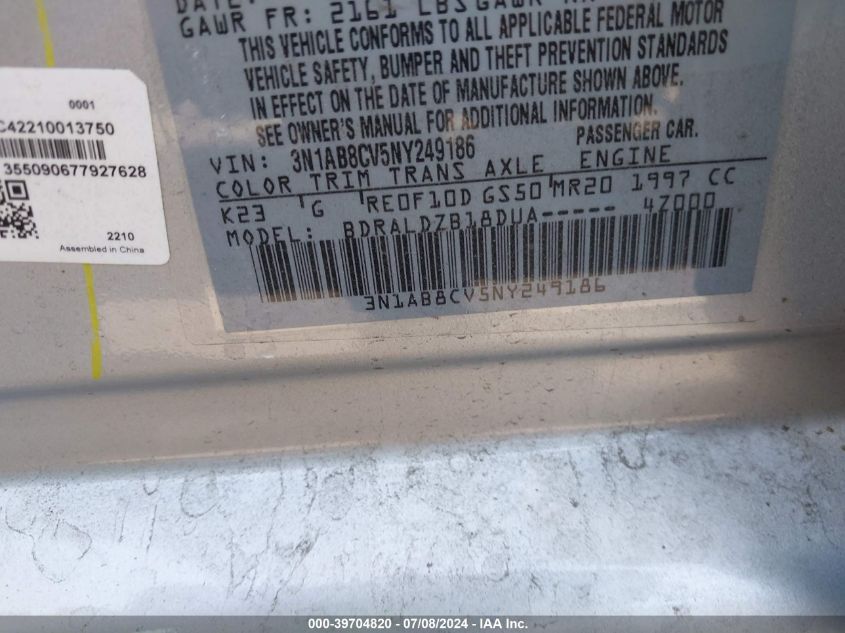 GAWR FR: 2161 LBS GAWR
THIS VEHICLE CONFORMS TO ALL APPLICABLE FEDERAL MOTOR
VEHICLE SAFETY, BUMPER AND THEFT PREVENTION STANDARDS
IN EFFECT ON THE DATE OF MANUFACTURE SHOWN ABOVE.
SEE OWNER'S MANUAL FOR ADDITIONAL INFORMATION.
VIN: 3N1AB8CV5NY249186 PASSENGER CAR.
COLOR TRIM TRANS AXLE ENGINE
K23 G RE0F10D GS50 MR20 1997 CC
MODEL: BDRALDZB18DUA----- 4Z000
3N1AB8CV5NY249186
0001
C42210013750
355090677927628
2210
Assembled in China
000-39704820 - 07/08/2024 - IAA Inc.